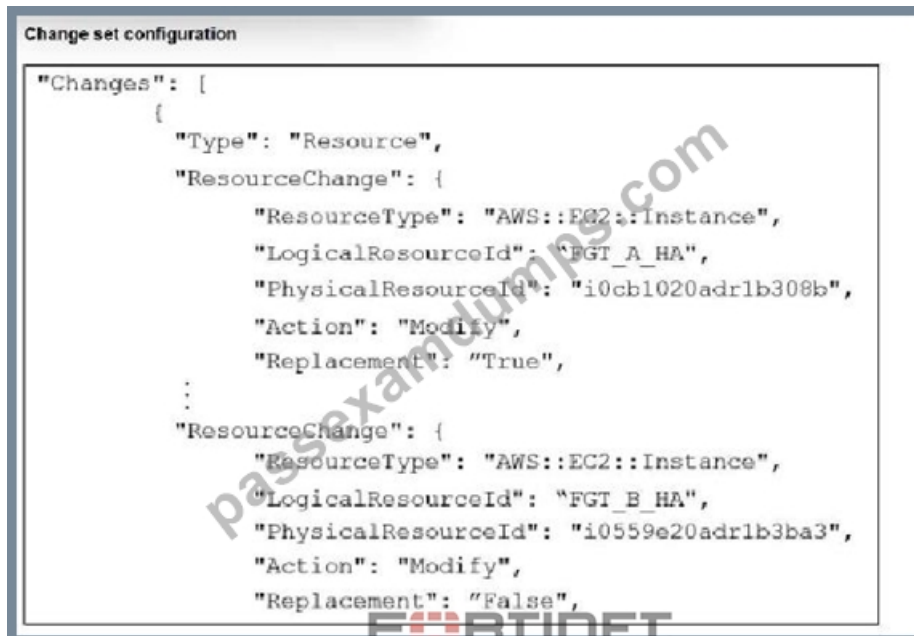 Change set configuration
"Changes": [
{
"Type": "Resource",
"ResourceChange": {
"ResourceType": "AWS::EC2::Instance",
"LogicalResourceId": “FGT_A_HA",
"PhysicalResourceId": "i0cb1020adr1b308b",
"Action": "Modify",
"Replacement": ”True",
:
"ResourceChange": {
"ResourceType": "AWS::EC2::Instance",
"LogicalResourceId": “FGT_B_HA",
"PhysicalResourceId": "i0559e20adr1b3ba3",
"Action": "Modify",
"Replacement": ”False",
passexamdumps.com